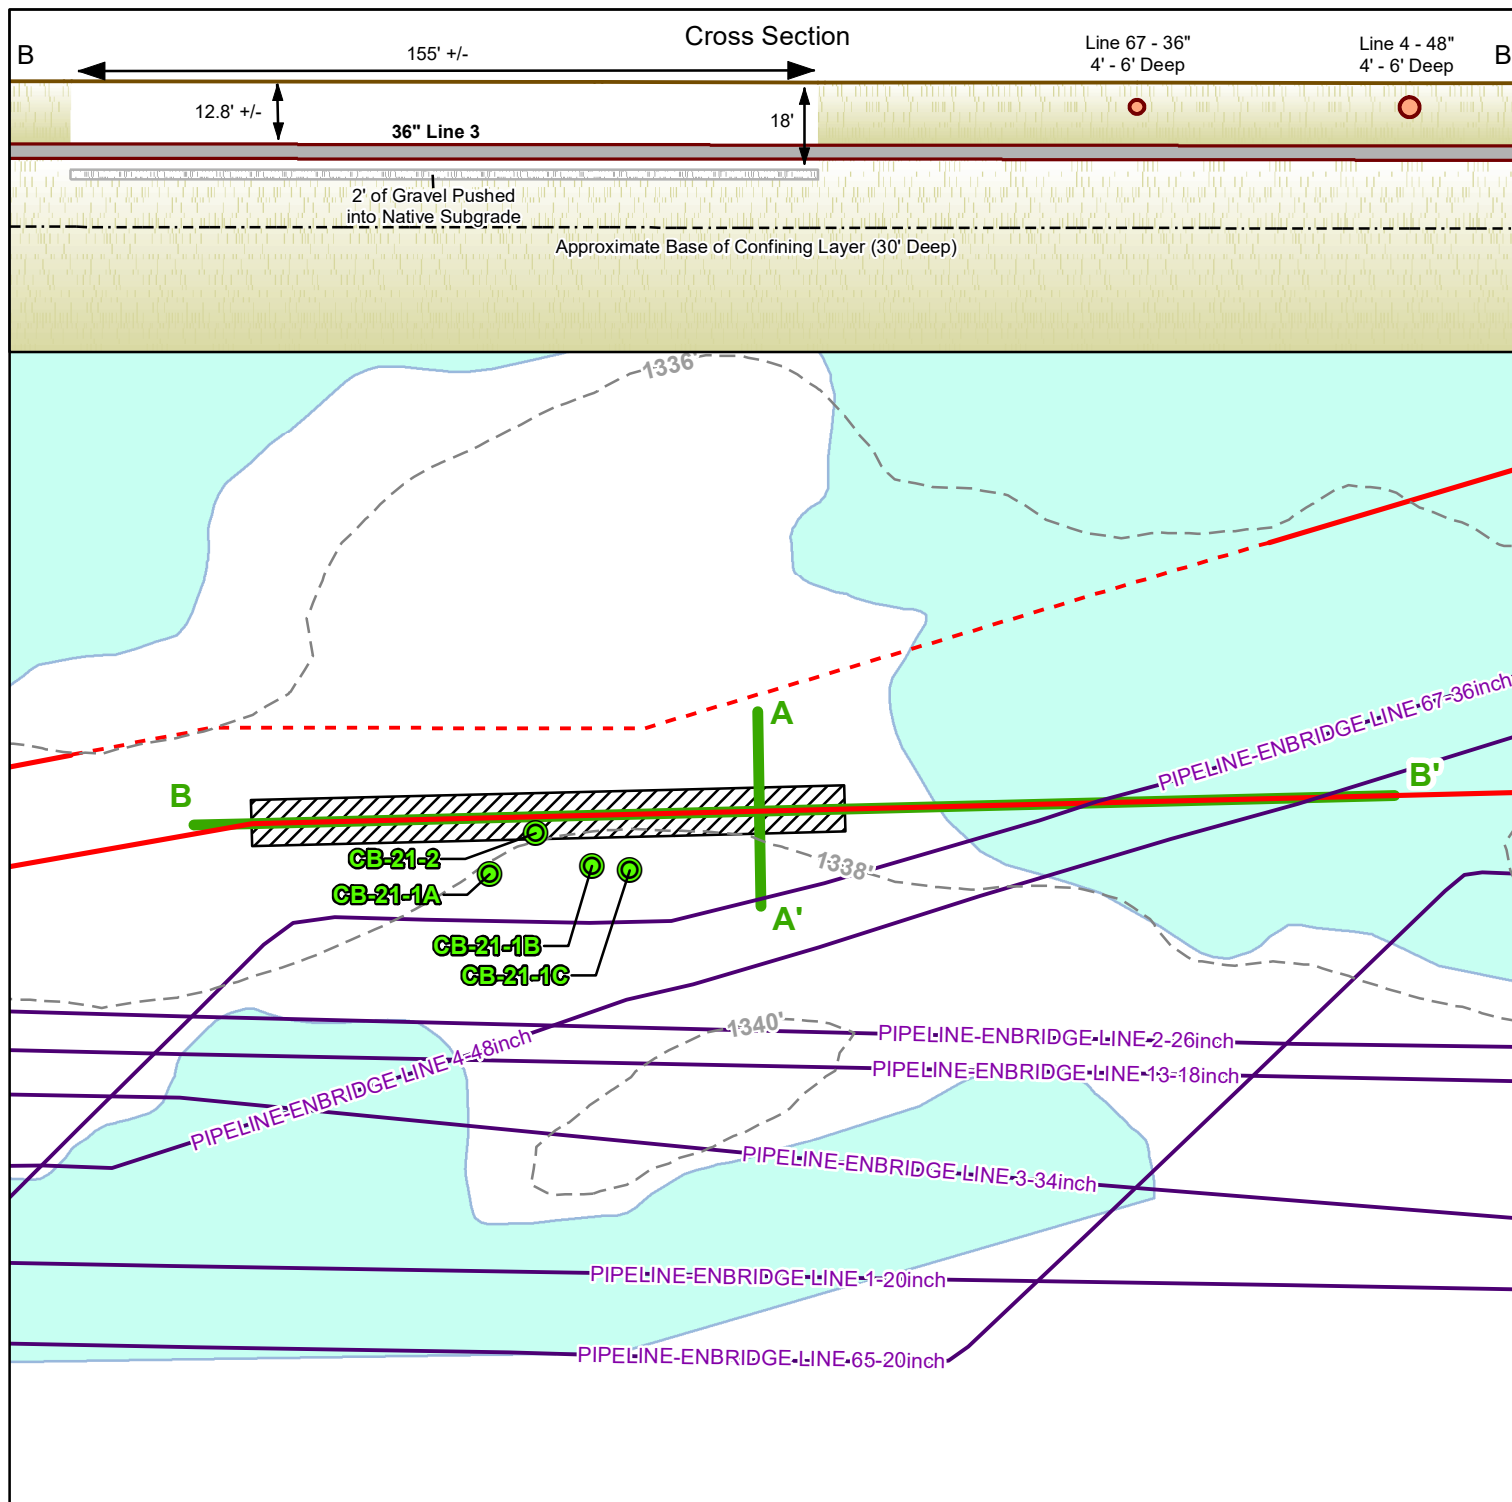 Cross Section
B
155' +/-
Line 67 - 36"
4' - 6' Deep
Line 4 - 48"
4' - 6' Deep
B
12.8' +/-
36" Line 3
18'
2' of Gravel Pushed
into Native Subgrade
Approximate Base of Confining Layer (30' Deep)
1336'
PIPELINE-ENBRIDGE-LINE-67-36inch
A
B
B'
CB-21-2
CB-21-1A
1338'
A'
CB-21-1B
CB-21-1C
1340'
PIPELINE-ENBRIDGE-LINE-2-26inch
PIPELINE-ENBRIDGE-LINE-4-48inch
PIPELINE-ENBRIDGE-LINE-13-18inch
PIPELINE-ENBRIDGE-LINE-3-34inch
PIPELINE-ENBRIDGE-LINE-1-20inch
PIPELINE-ENBRIDGE-LINE-65-20inch